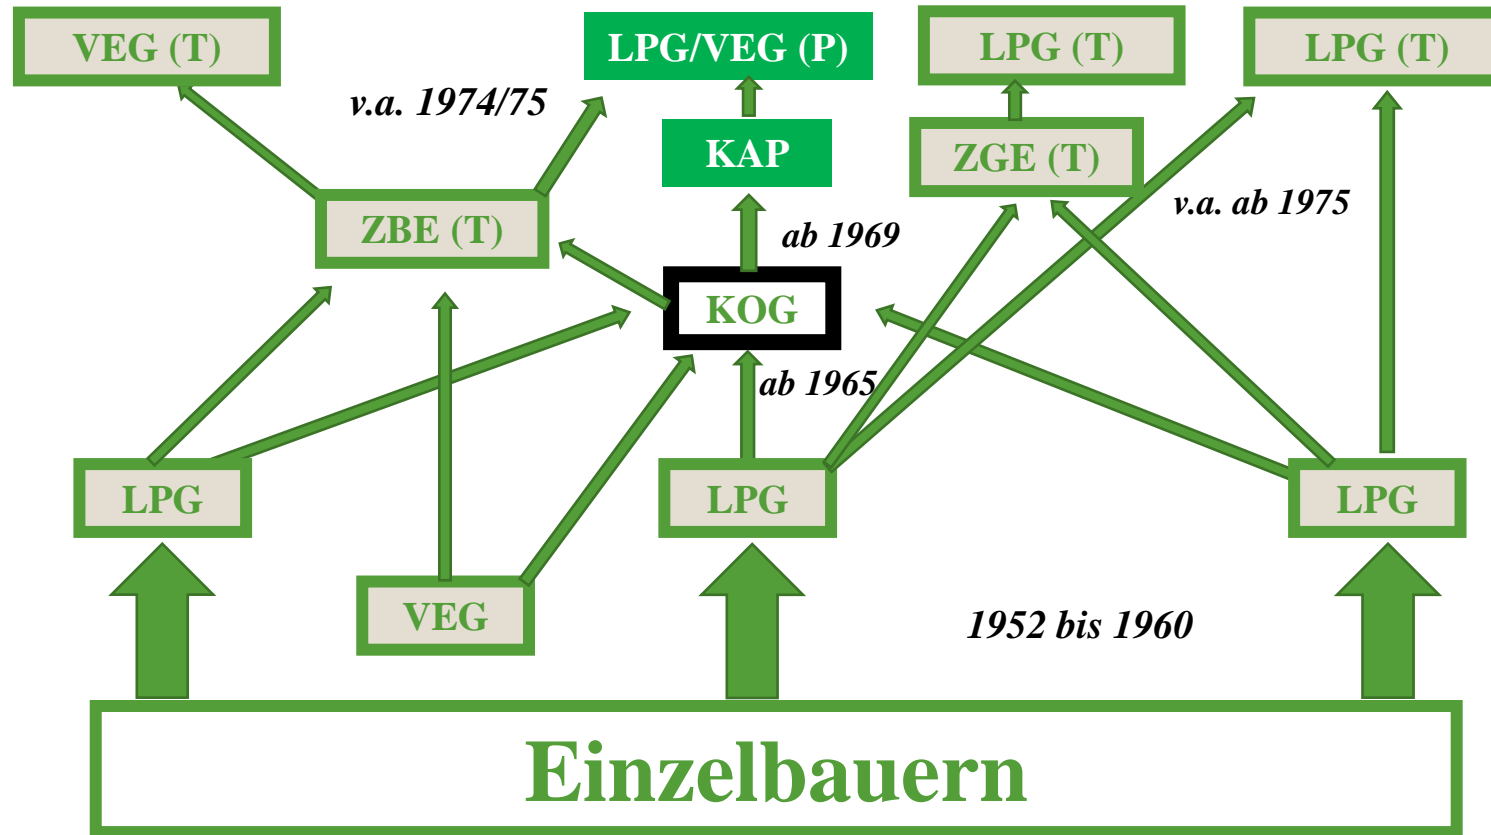 VEG (T)
LPG/VEG (P)
LPG (T)
LPG (T)
v.a. 1974/75
KAP
ZGE (T)
v.a. ab 1975
ZBE (T)
ab 1969
KOG
ab 1965
LPG
LPG
LPG
VEG
1952 bis 1960
Einzelbauern